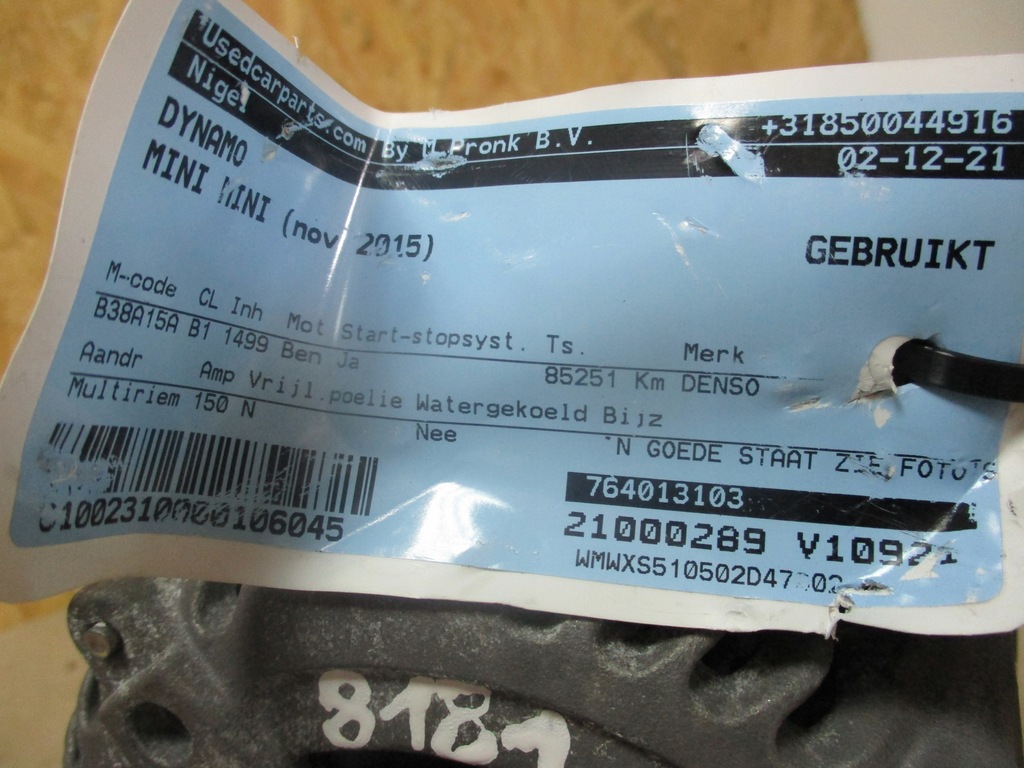 Usedcarparts.com By M.Pronk B.V. +31850044916
Nigel 02-12-21
DYNAMO
MINI MINI (nov 2015)
GEBRUIKT
M-code CL Inh Mot Start-stopsyst. Ts. Merk
B38A15A B1 1499 Ben Ja 85251 Km DENSO
Aandr Amp Vrijl.poelie Watergekoeld Bijz
Multiriem 150 N Nee 'N GOEDE STAAT ZIE FOTO'S
764013103
C1002310000106045
21000289 V10921
8181